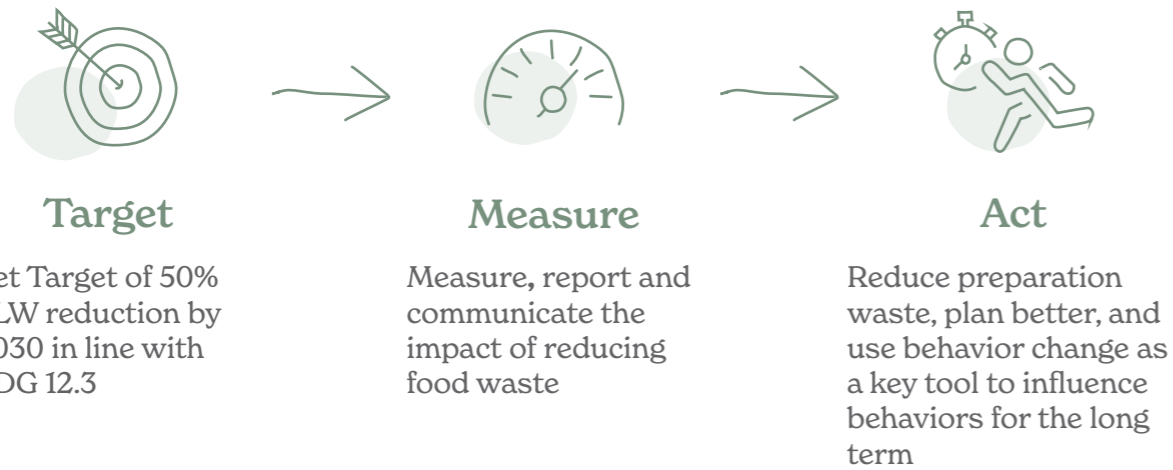 Target
et Target of 50%
LW reduction by
030 in line with
DG 12.3
Measure
Measure, report and
communicate the
impact of reducing
food waste
Act
Reduce preparation
waste, plan better, and
use behavior change as
a key tool to influence
behaviors for the long
term